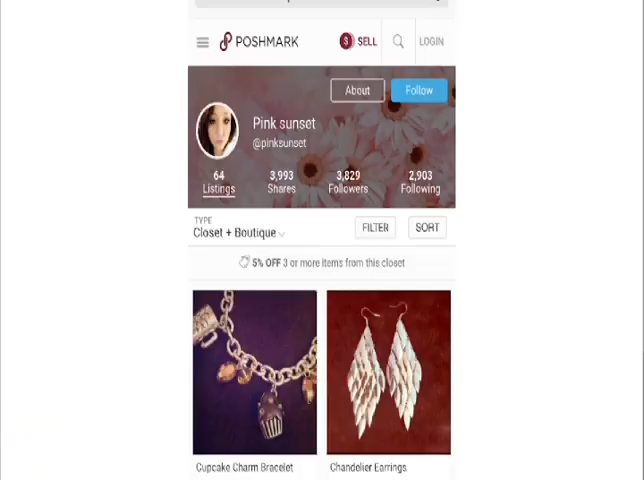 POSHMARK
$ SELL
LOGIN
About
Follow
Pink sunset
@pinksunset
64
Listings
3,993
Shares
3,829
Followers
2,903
Following
TYPE
Closet + Boutique
FILTER
SORT
5% OFF 3 or more items from this closet
Cupcake Charm Bracelet
Chandelier Earrings